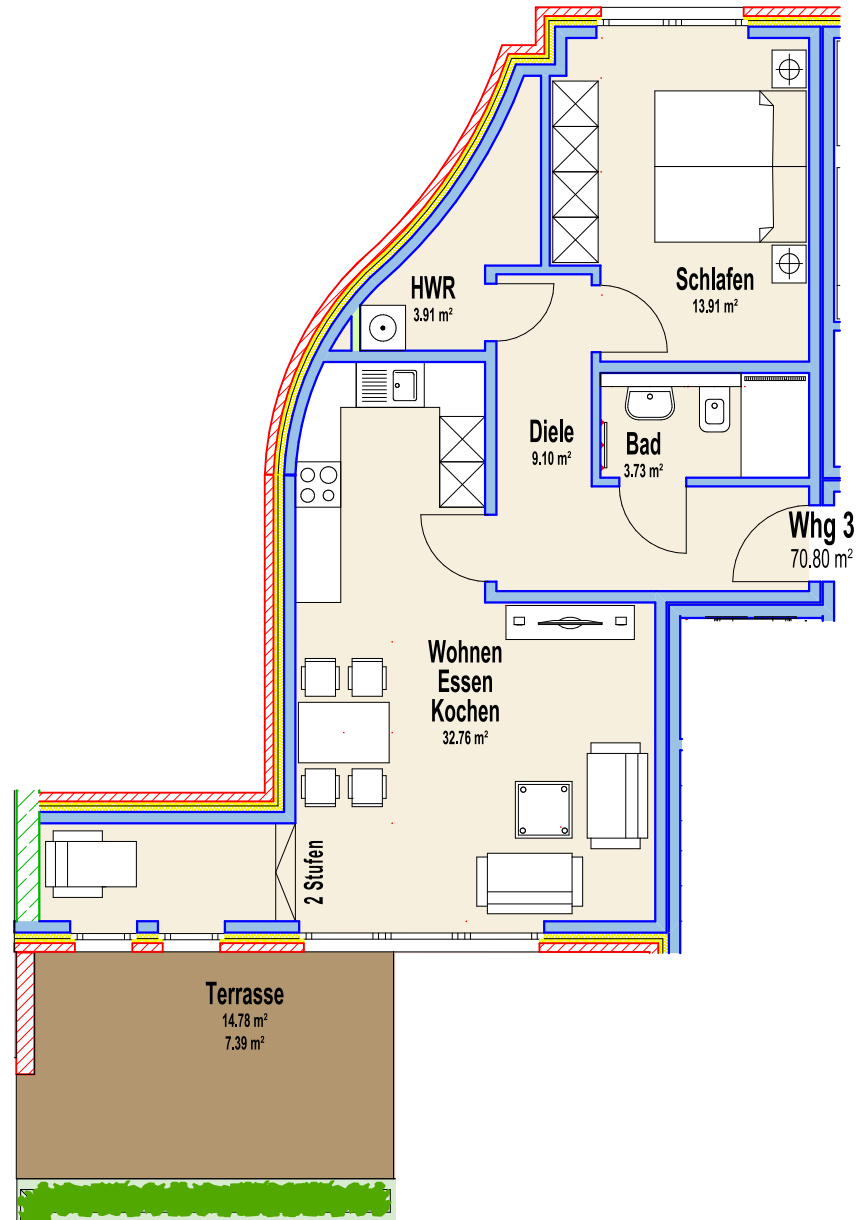 HWR
3.91 m²
Schlafen
13.91 m²
Diele
9.10 m²
Bad
3.73 m²
Whg 3
70.80 m²
Wohnen
Essen
Kochen
32.76 m²
2 Stufen
Terrasse
14.78 m²
7.39 m²